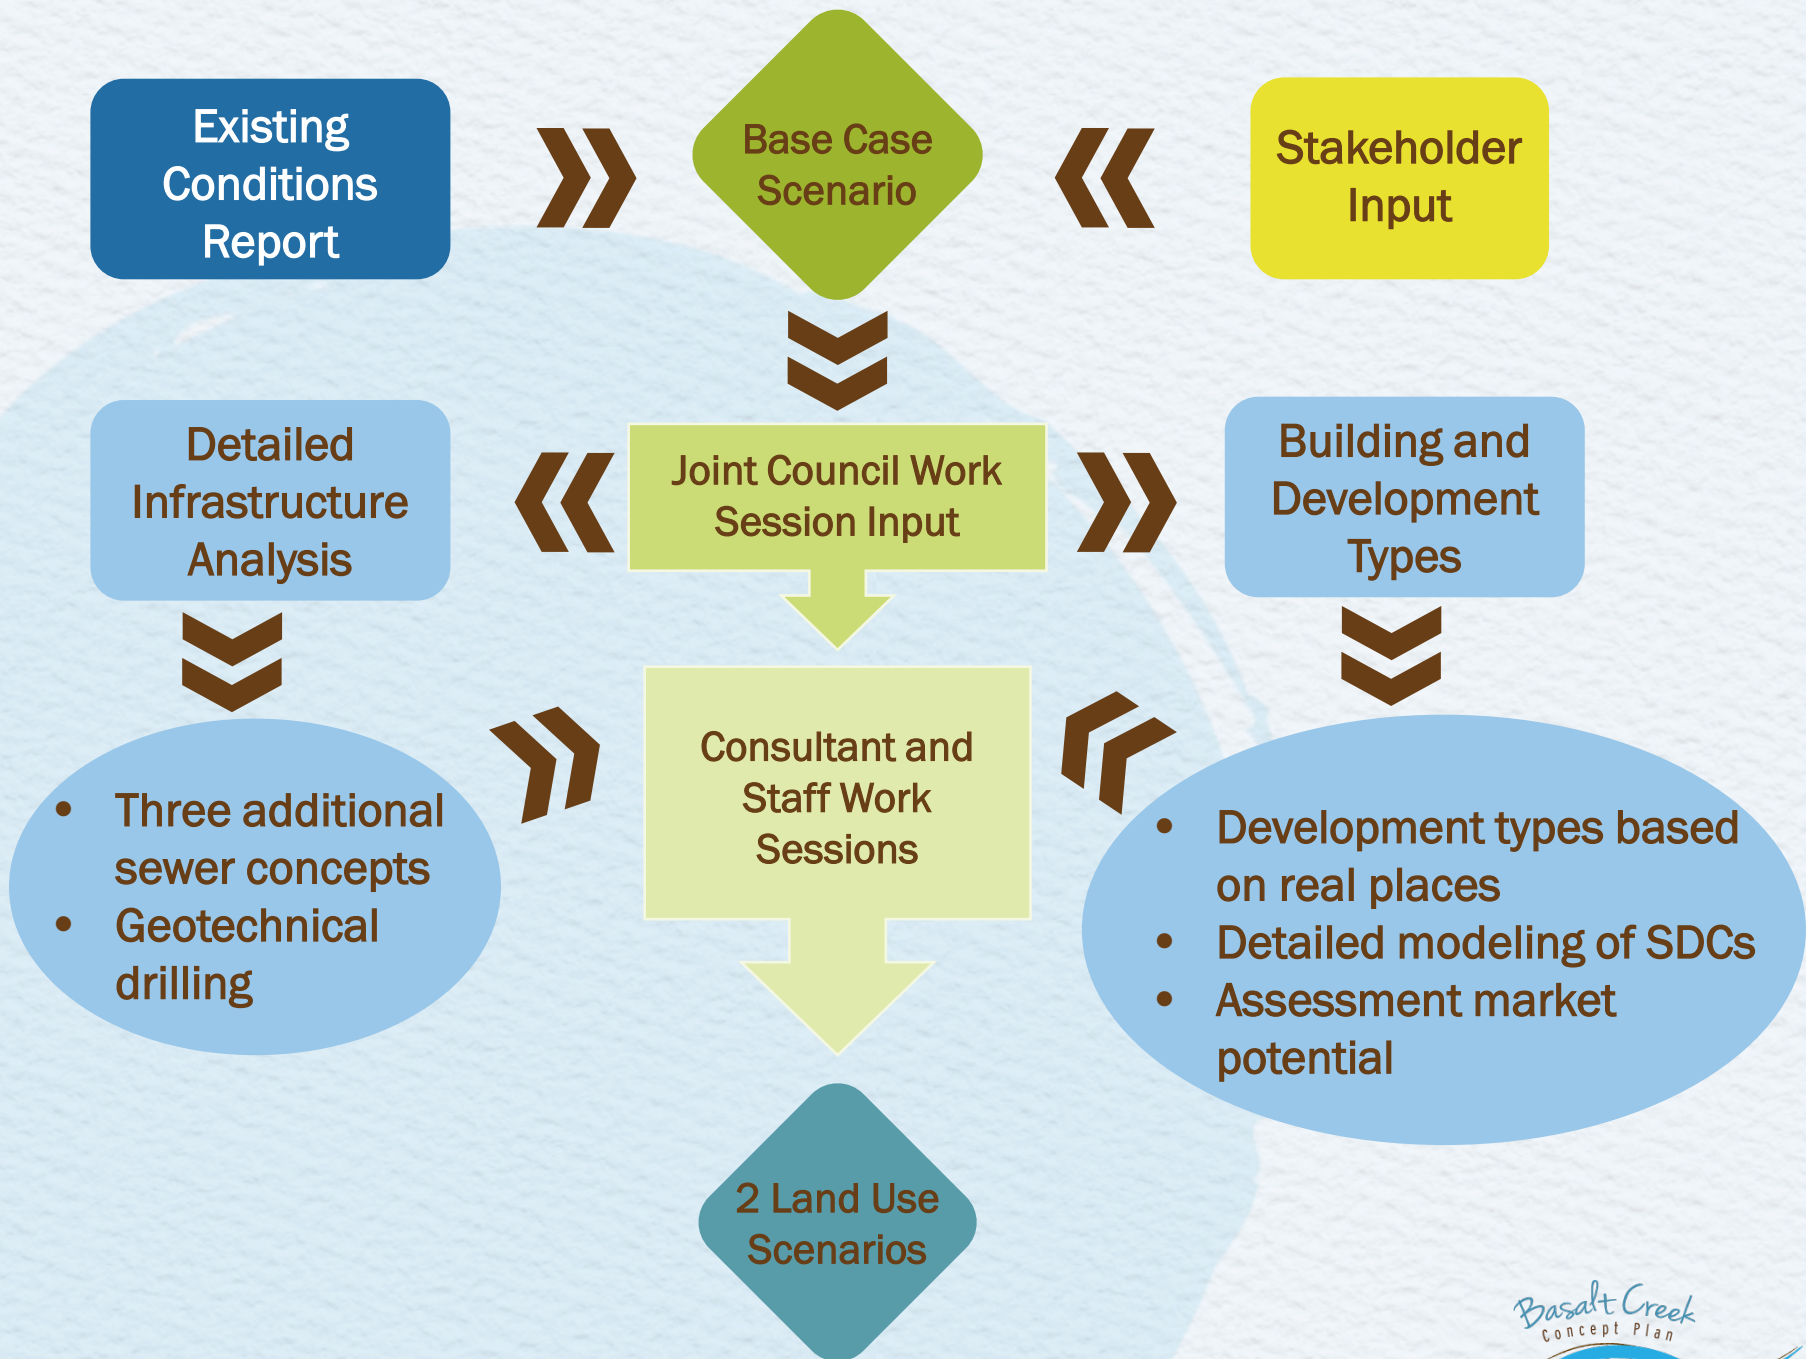 Existing
Conditions
Report
Base Case
Scenario
Stakeholder
Input
Detailed
Infrastructure
Analysis
Joint Council Work
Session Input
Building and
Development
Types
• Three additional
sewer concepts
• Geotechnical
drilling
Consultant and
Staff Work
Sessions
• Development types based
on real places
• Detailed modeling of SDCs
• Assessment market
potential
2 Land Use
Scenarios
Basalt Creek
Concept Plan